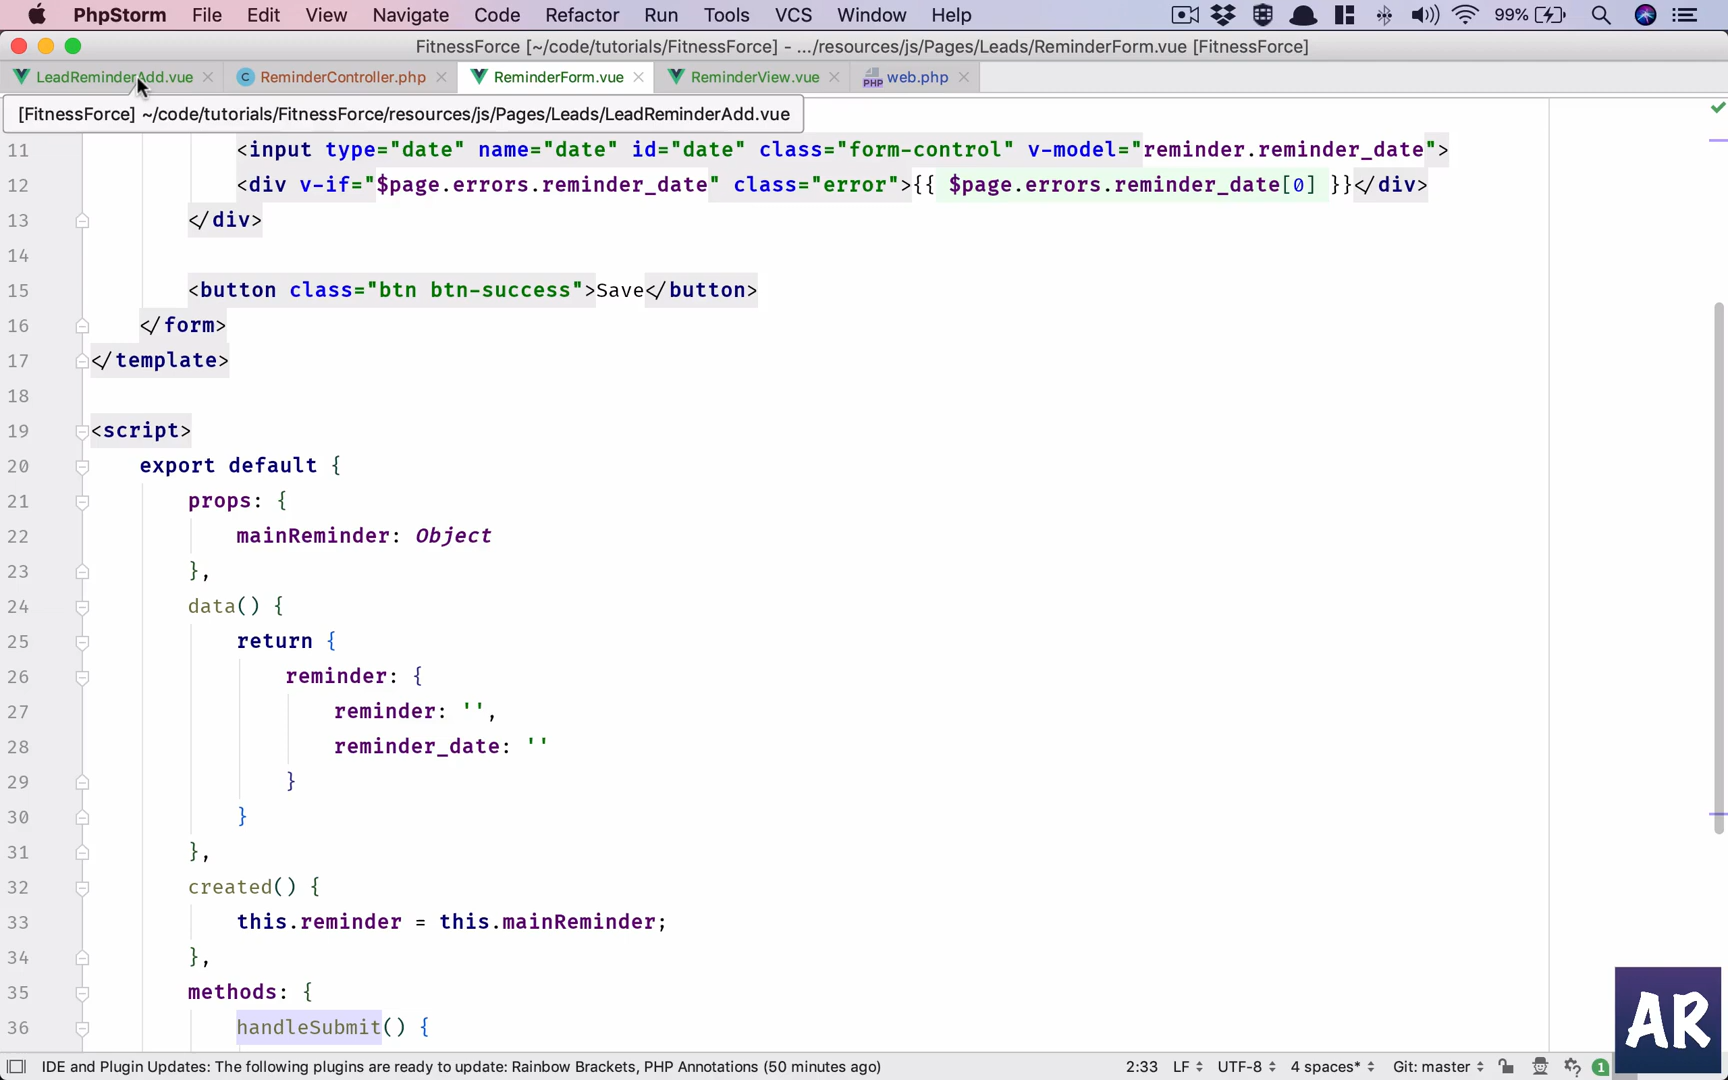 PhpStorm File Edit View Navigate Code Refactor Run Tools VCS Window Help 99%
FitnessForce [~/code/tutorials/FitnessForce] - .../resources/js/Pages/Leads/ReminderForm.vue [FitnessForce]
LeadReminderAdd.vue ReminderController.php ReminderForm.vue ReminderView.vue web.php
[FitnessForce] ~/code/tutorials/FitnessForce/resources/js/Pages/Leads/LeadReminderAdd.vue
11 <input type="date" name="date" id="date" class="form-control" v-model="reminder.reminder_date">
12 <div v-if="$page.errors.reminder_date" class="error">{{ $page.errors.reminder_date[0] }}</div>
13 </div>
14
15 <button class="btn btn-success">Save</button>
16 </form>
17 </template>
18
19 <script>
20 export default {
21 props: {
22 mainReminder: Object
23 },
24 data() {
25 return {
26 reminder: {
27 reminder: '',
28 reminder_date: ''
29 }
30 }
31 },
32 created() {
33 this.reminder = this.mainReminder;
34 },
35 methods: {
36 handleSubmit() {
AR
IDE and Plugin Updates: The following plugins are ready to update: Rainbow Brackets, PHP Annotations (50 minutes ago) 2:33 LF UTF-8 4 spaces* Git: master 1